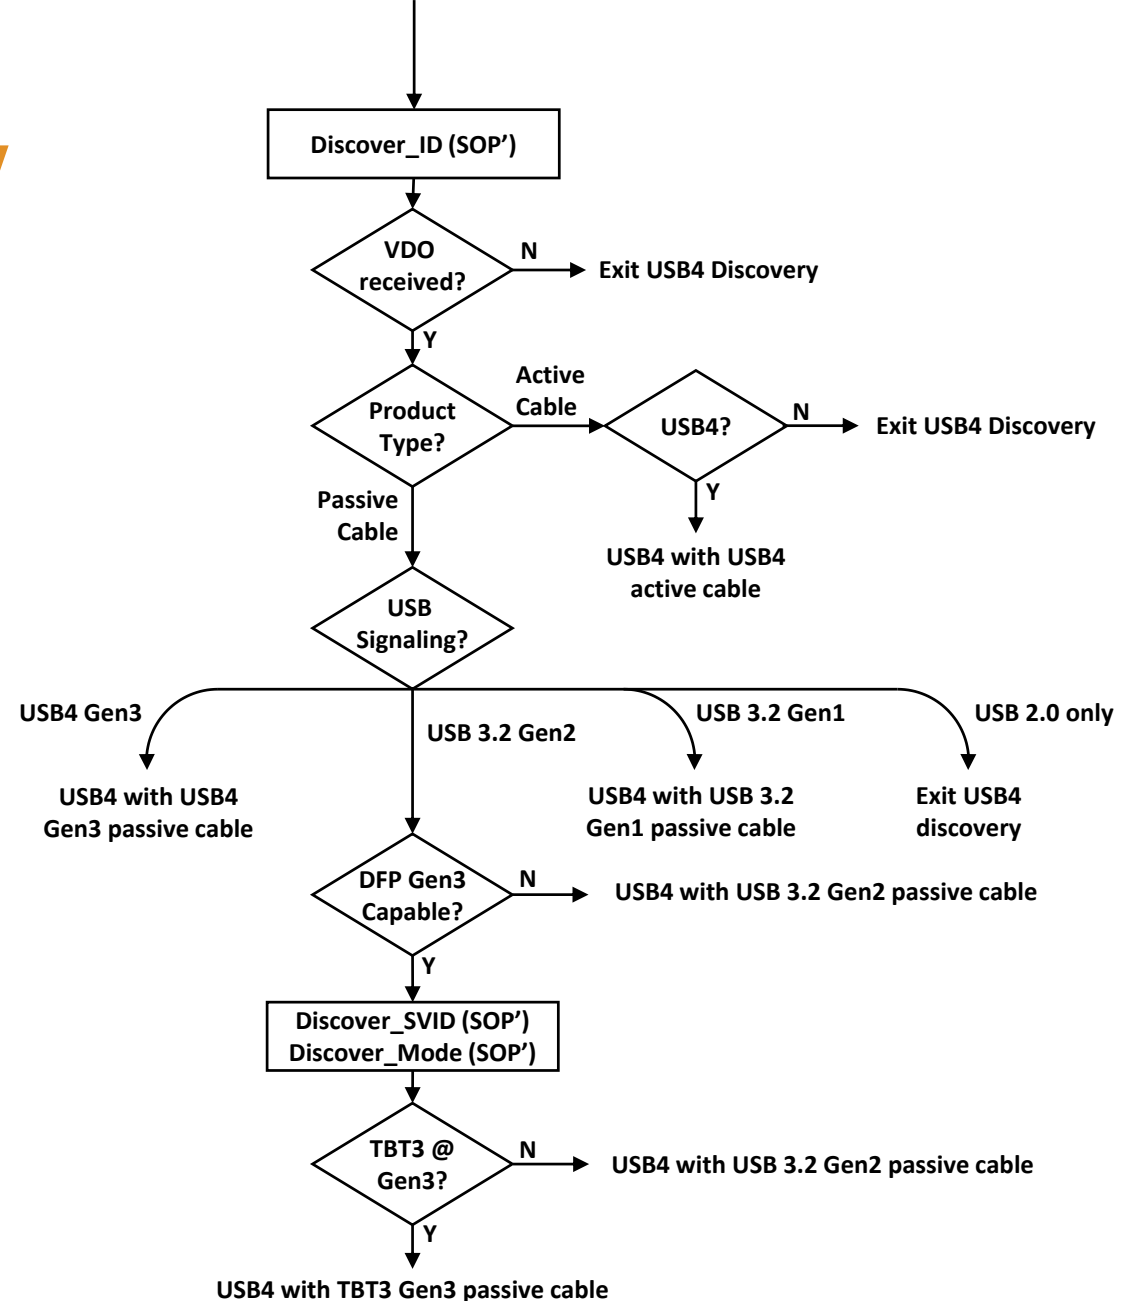 Discover_ID (SOP’)
VDO
received?
N
Exit USB4 Discovery
Y
Product
Type?
Active
Cable
USB4?
N
Exit USB4 Discovery
Y
USB4 with USB4
active cable
Passive
Cable
USB
Signaling?
USB4 Gen3
USB 3.2 Gen2
USB 3.2 Gen1
USB 2.0 only
USB4 with USB4
Gen3 passive cable
USB4 with USB 3.2
Gen1 passive cable
Exit USB4
discovery
DFP Gen3
Capable?
N
USB4 with USB 3.2 Gen2 passive cable
Y
Discover_SVID (SOP’)
Discover_Mode (SOP’)
TBT3 @
Gen3?
N
USB4 with USB 3.2 Gen2 passive cable
Y
USB4 with TBT3 Gen3 passive cable